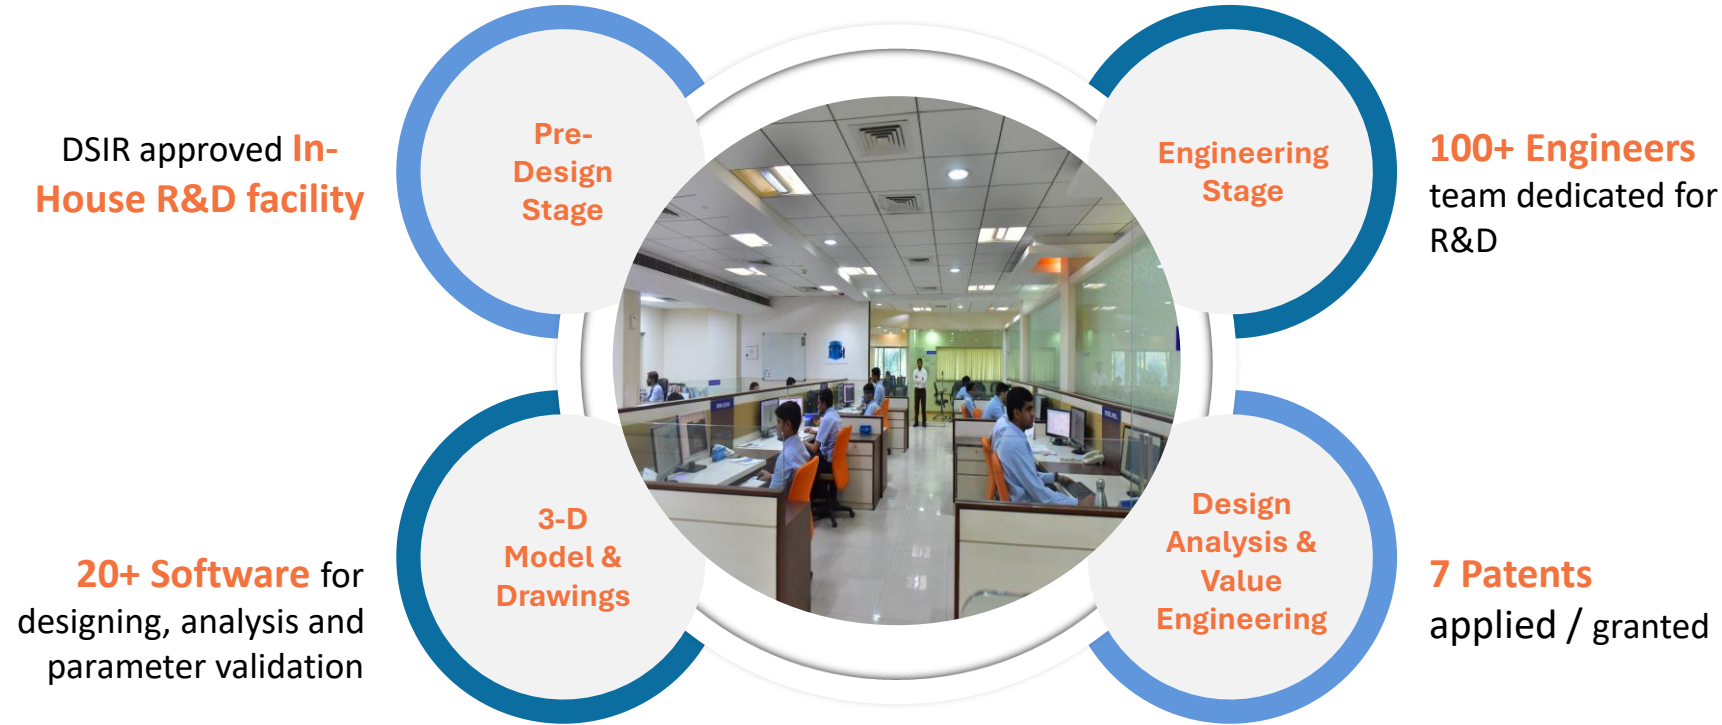 DSIR approved In-
House R&D facility
Pre-
Design
Stage
Engineering
Stage
100+ Engineers
team dedicated for
R&D
20+ Software for
designing, analysis and
parameter validation
3-D
Model &
Drawings
Design
Analysis &
Value
Engineering
7 Patents
applied / granted